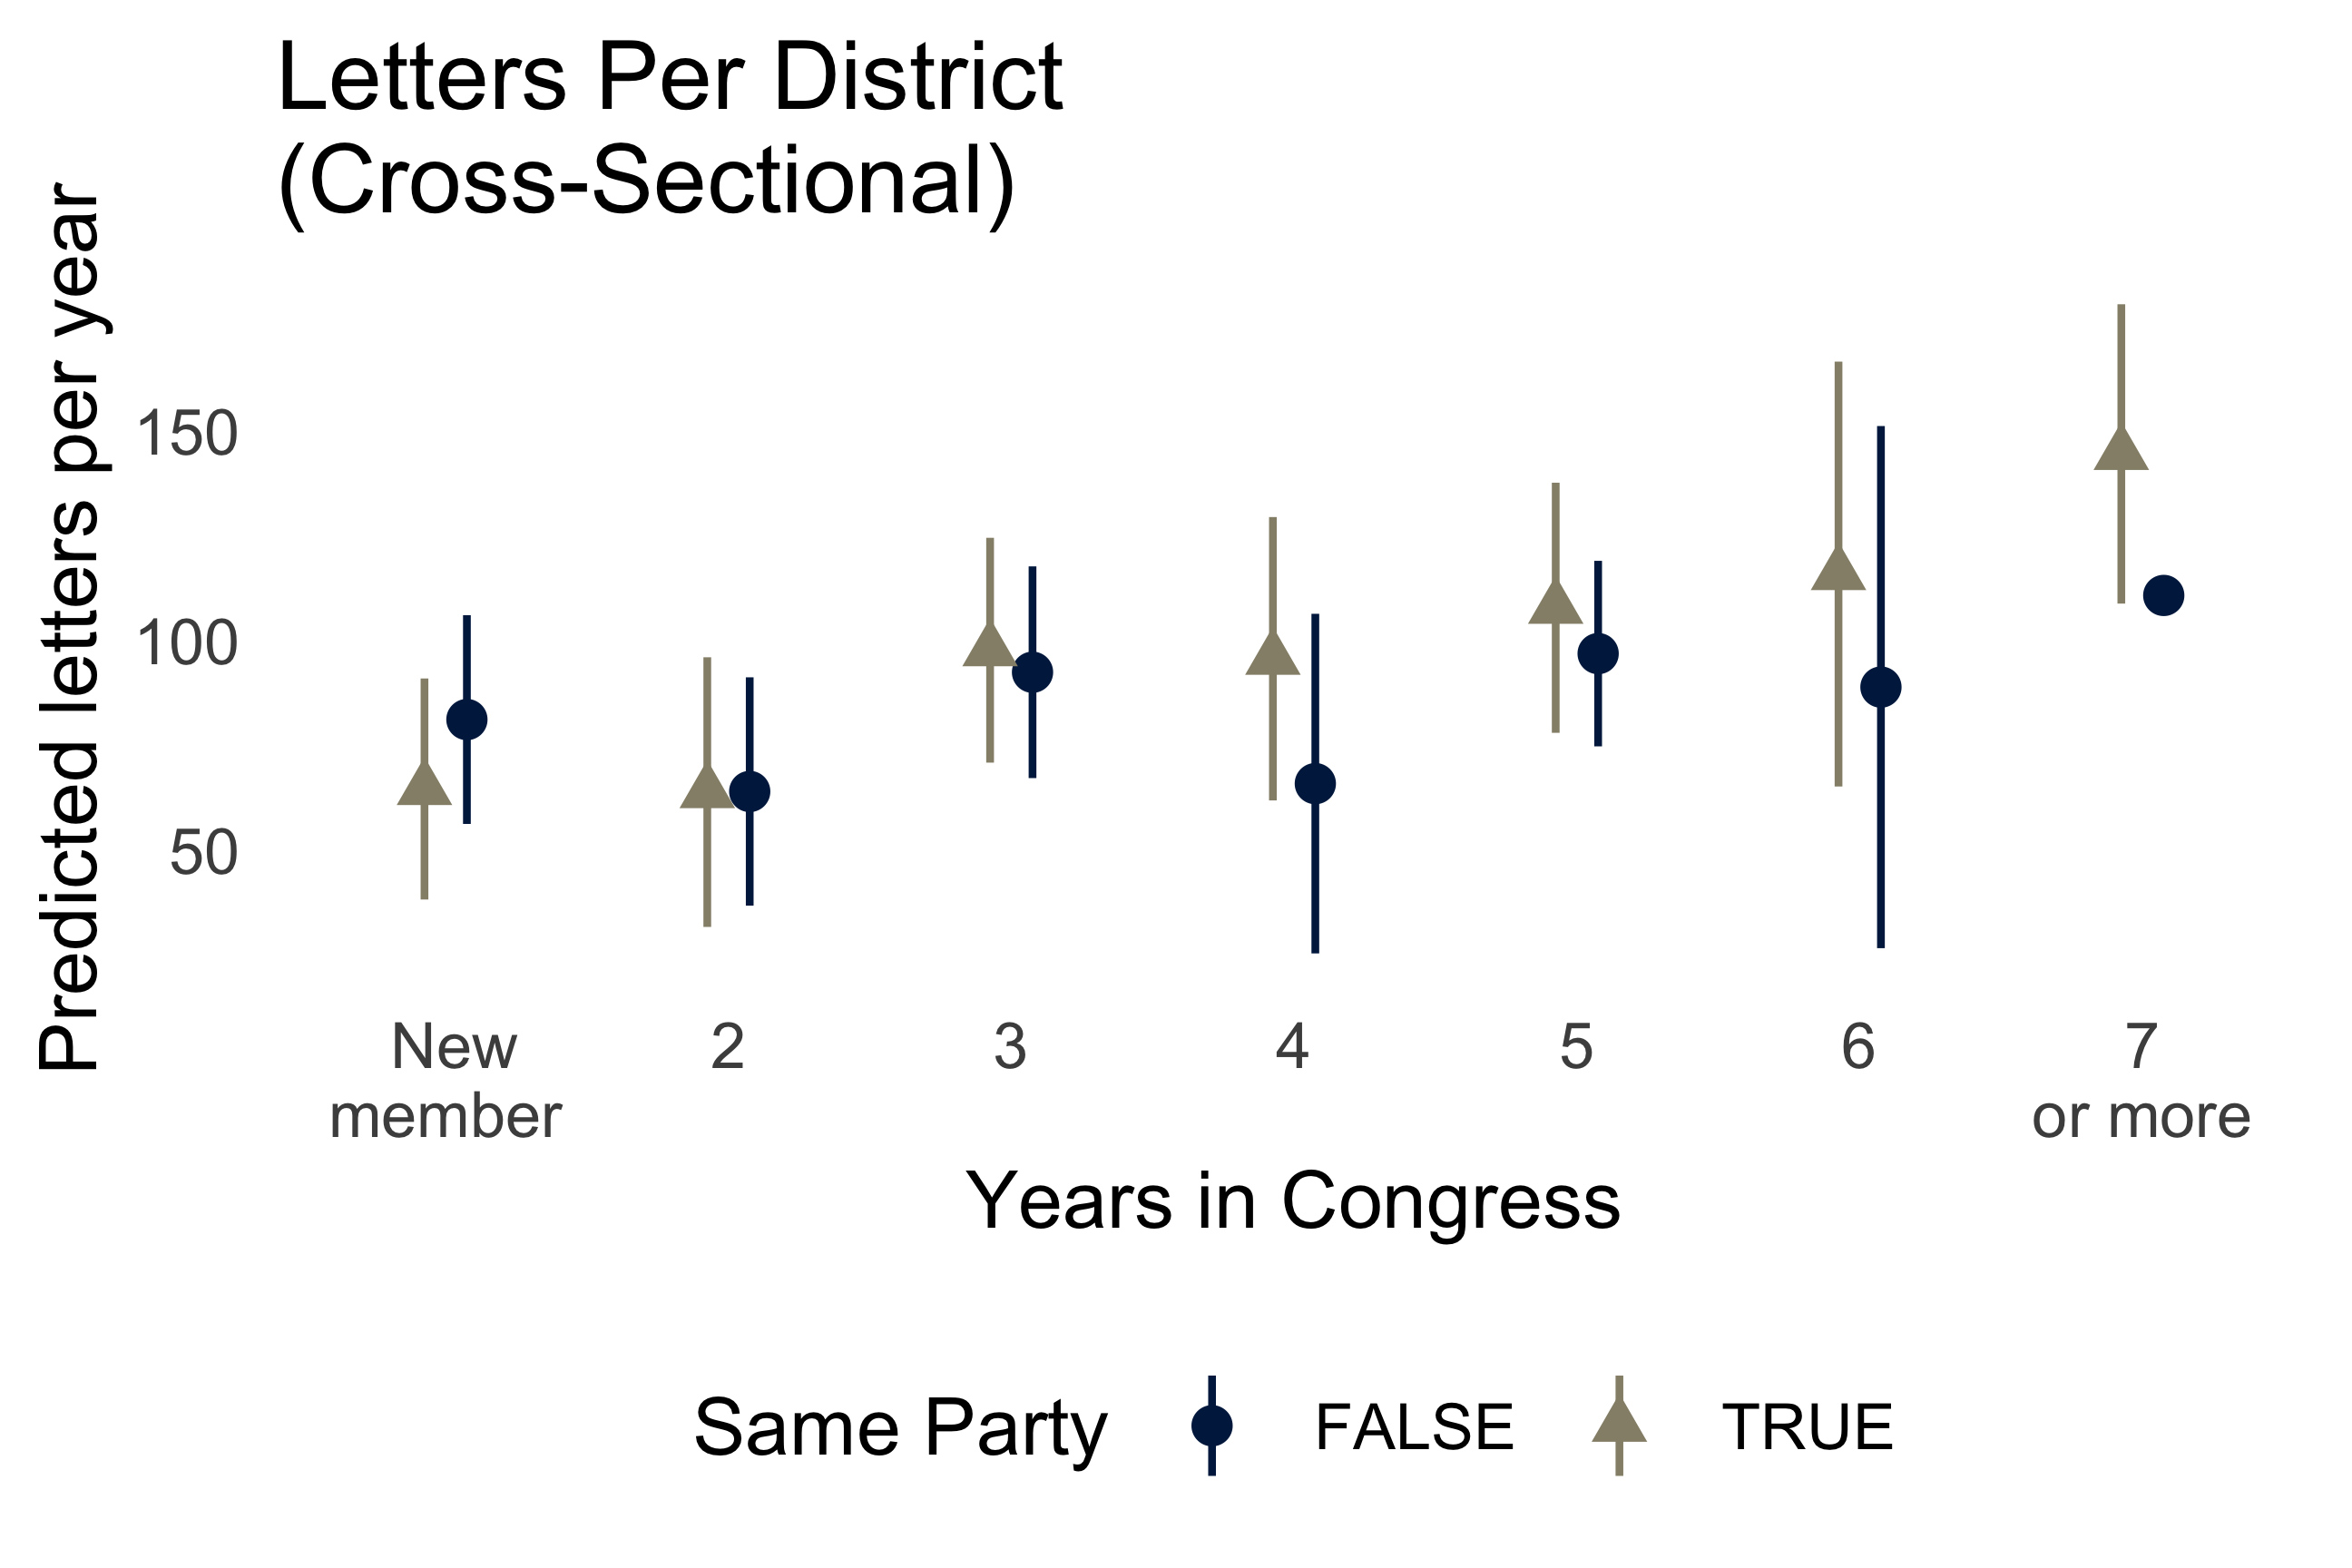 Letters Per District
(Cross-Sectional)
Predicted letters per year
150
100
50
New
member
2
3
4
5
6
7
or more
Years in Congress
Same Party
FALSE
TRUE